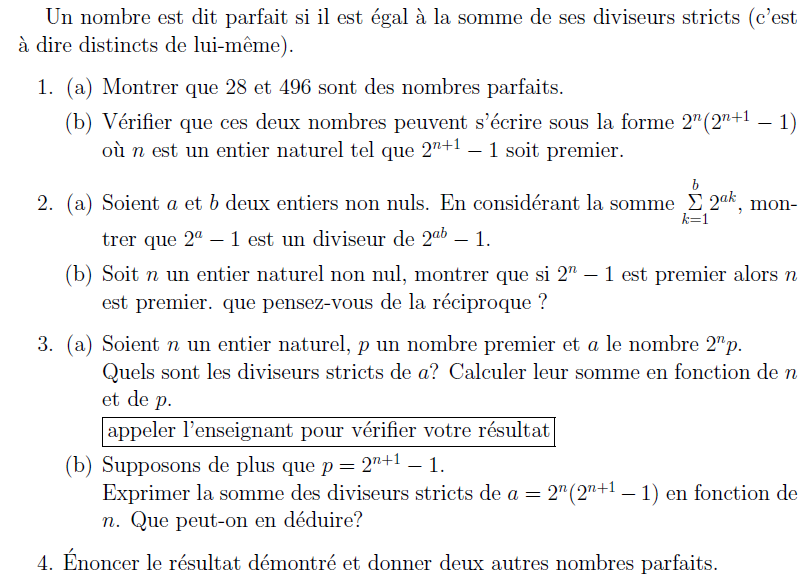 Un nombre est dit parfait si il est égal à la somme de ses diviseurs stricts (c'est
à dire distincts de lui-même).
1. (a) Montrer que 28 et 496 sont des nombres parfaits.
(b) Vérifier que ces deux nombres peuvent s'écrire sous la forme 2^n(2^{n+1} − 1)
où n est un entier naturel tel que 2^{n+1} − 1 soit premier.
2. (a) Soient a et b deux entiers non nuls. En considérant la somme \sum_{k=1}^{b} 2^{ak}, mon-
trer que 2^a − 1 est un diviseur de 2^{ab} − 1.
(b) Soit n un entier naturel non nul, montrer que si 2^n − 1 est premier alors n
est premier. que pensez-vous de la réciproque ?
3. (a) Soient n un entier naturel, p un nombre premier et a le nombre 2^n p.
Quels sont les diviseurs stricts de a? Calculer leur somme en fonction de n
et de p.
appeler l'enseignant pour vérifier votre résultat
(b) Supposons de plus que p = 2^{n+1} − 1.
Exprimer la somme des diviseurs stricts de a = 2^n(2^{n+1} − 1) en fonction de
n. Que peut-on en déduire?
4. Énoncer le résultat démontré et donner deux autres nombres parfaits.